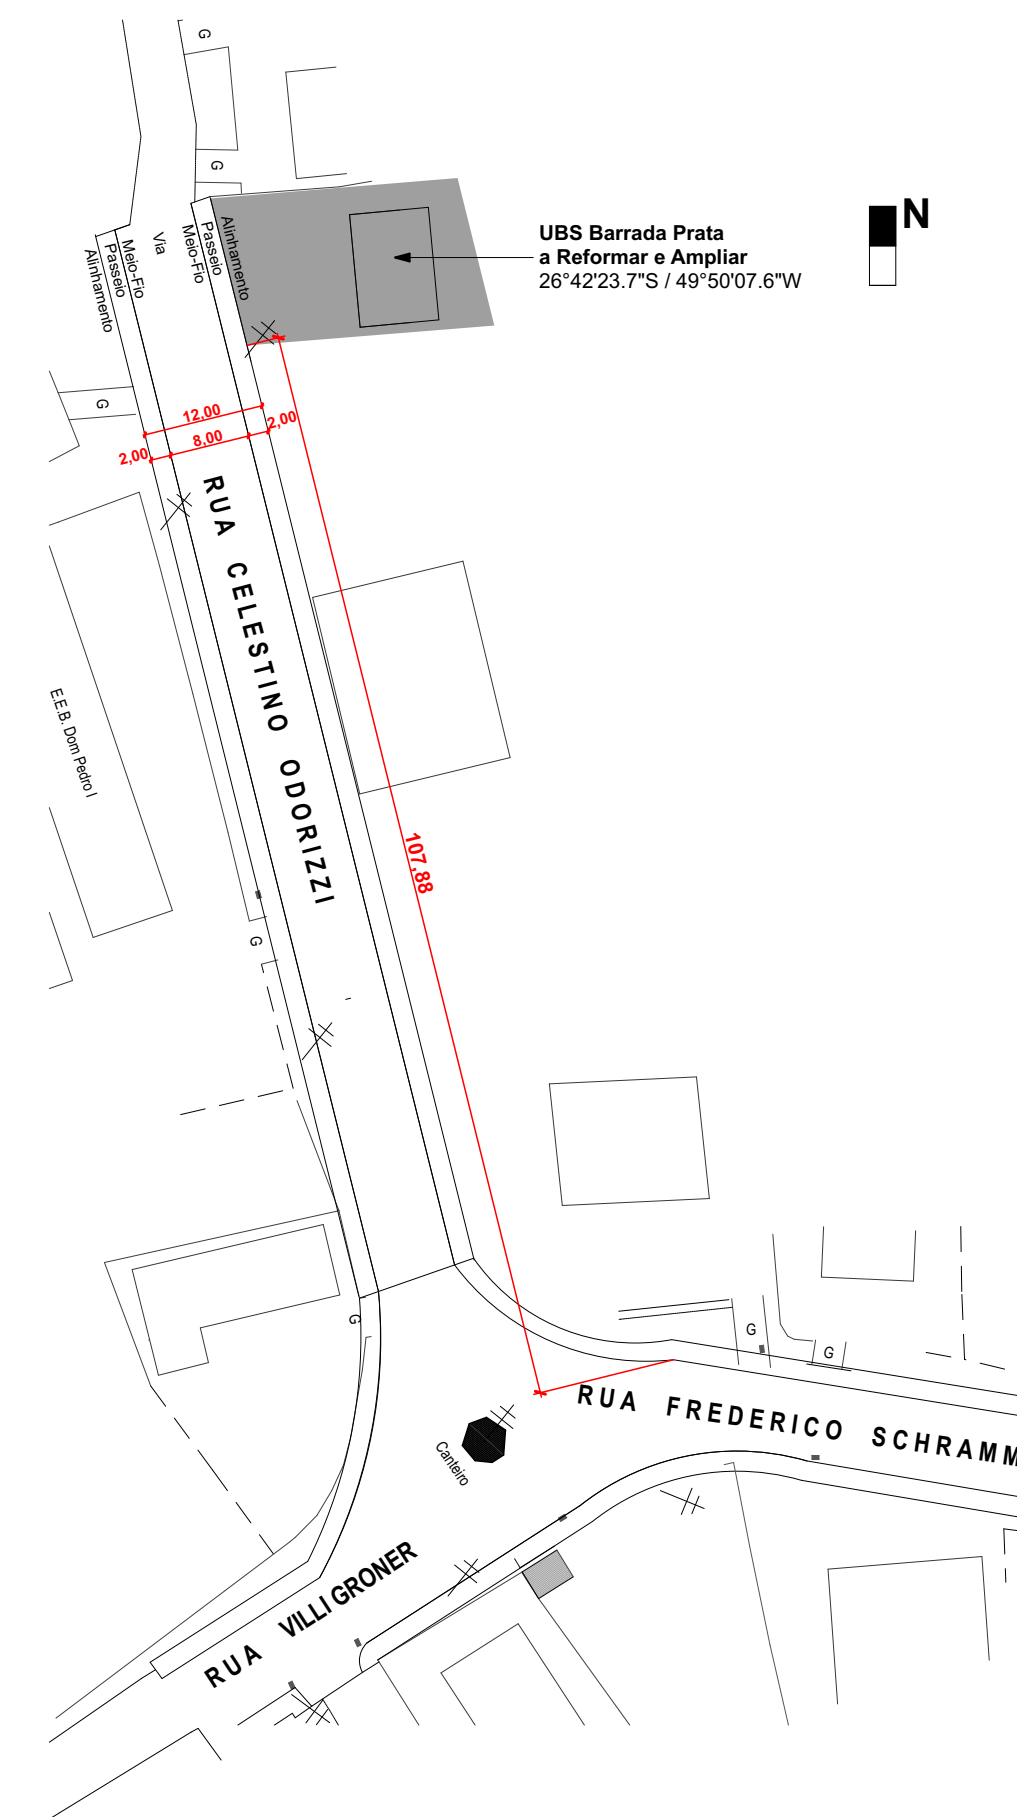 G
G
Via
Alinhamento
Passeio
Meio-Fio
Meio-Fio
Passeio
Alinhamento
UBS Barrada Prata
a Reformar e Ampliar
26°42'23.7"S / 49°50'07.6"W
N
G
12,00
2,00
8,00
2,00
RUA CELESTINO ODORIZZI
E.E.B. Dom Pedro I
107,88
G
G
G
G
RUA FREDERICO SCHRAMM
Canteiro
RUA VILLI GRONER